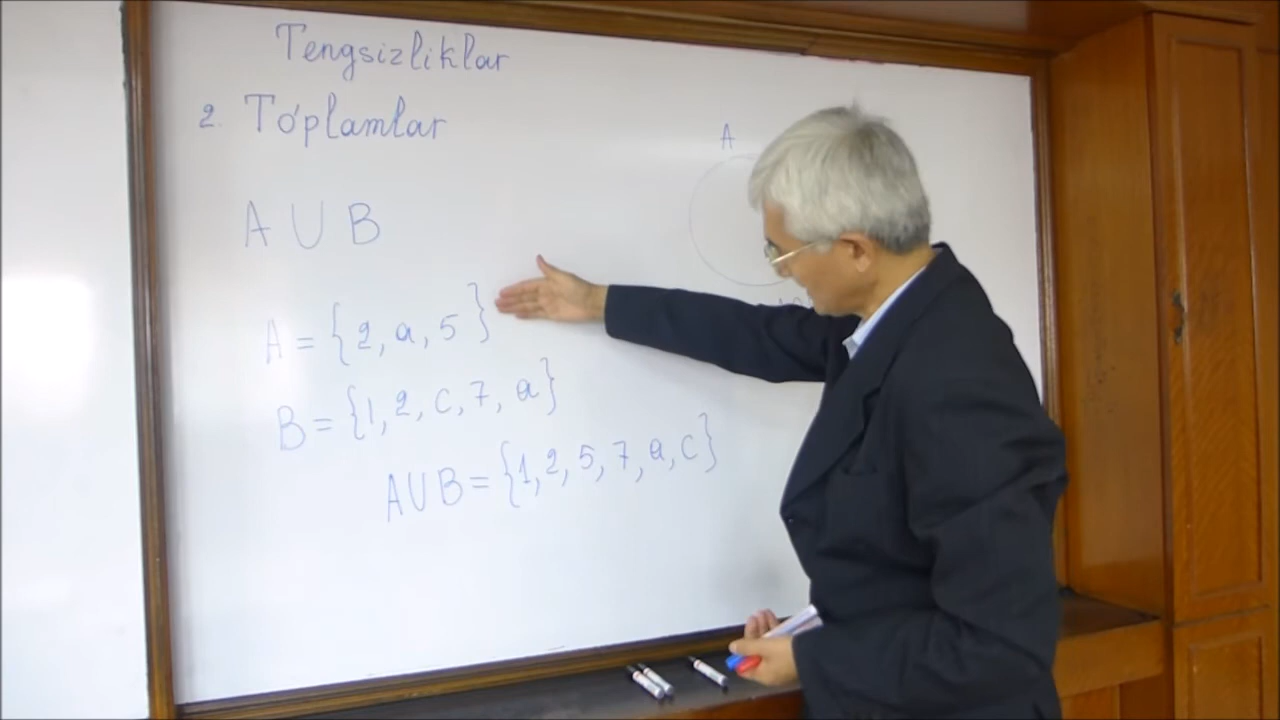 Tengsizliklar
2. To'plamlar
A
A U B
A = {2, a, 5}
B = {1, 2, c, 7, a}
A U B = {1, 2, 5, 7, a, c}